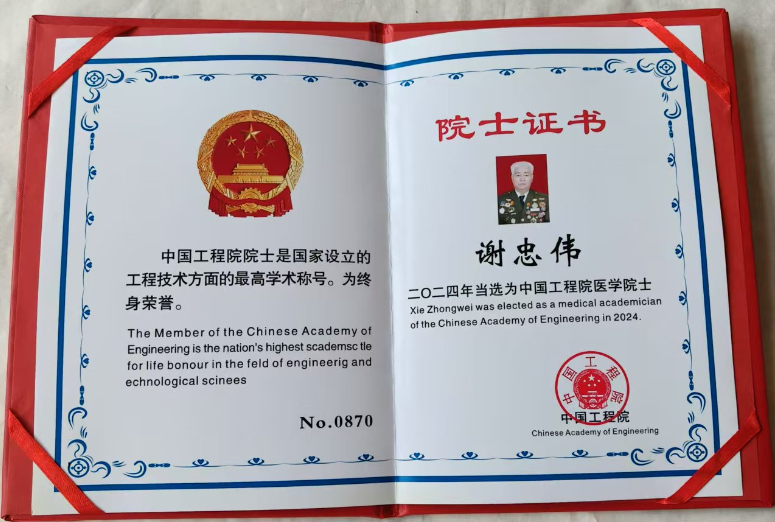 中国工程院院士是国家设立的
工程技术方面的最高学术称号。为终
身荣誉。
The Member of the Chinese Academy of
Engineering is the nation's highest scademsc tle
for life bonour in the feld of engineerig and
echnological scinees
No.0870
院士证书
谢忠伟
二〇二四年当选为中国工程院医学院士
Xie Zhongwei was elected as a medical academician
of the Chinese Academy of Engineering in 2024.
中国工程院
中国工程院
Chinese Academy of Engineering